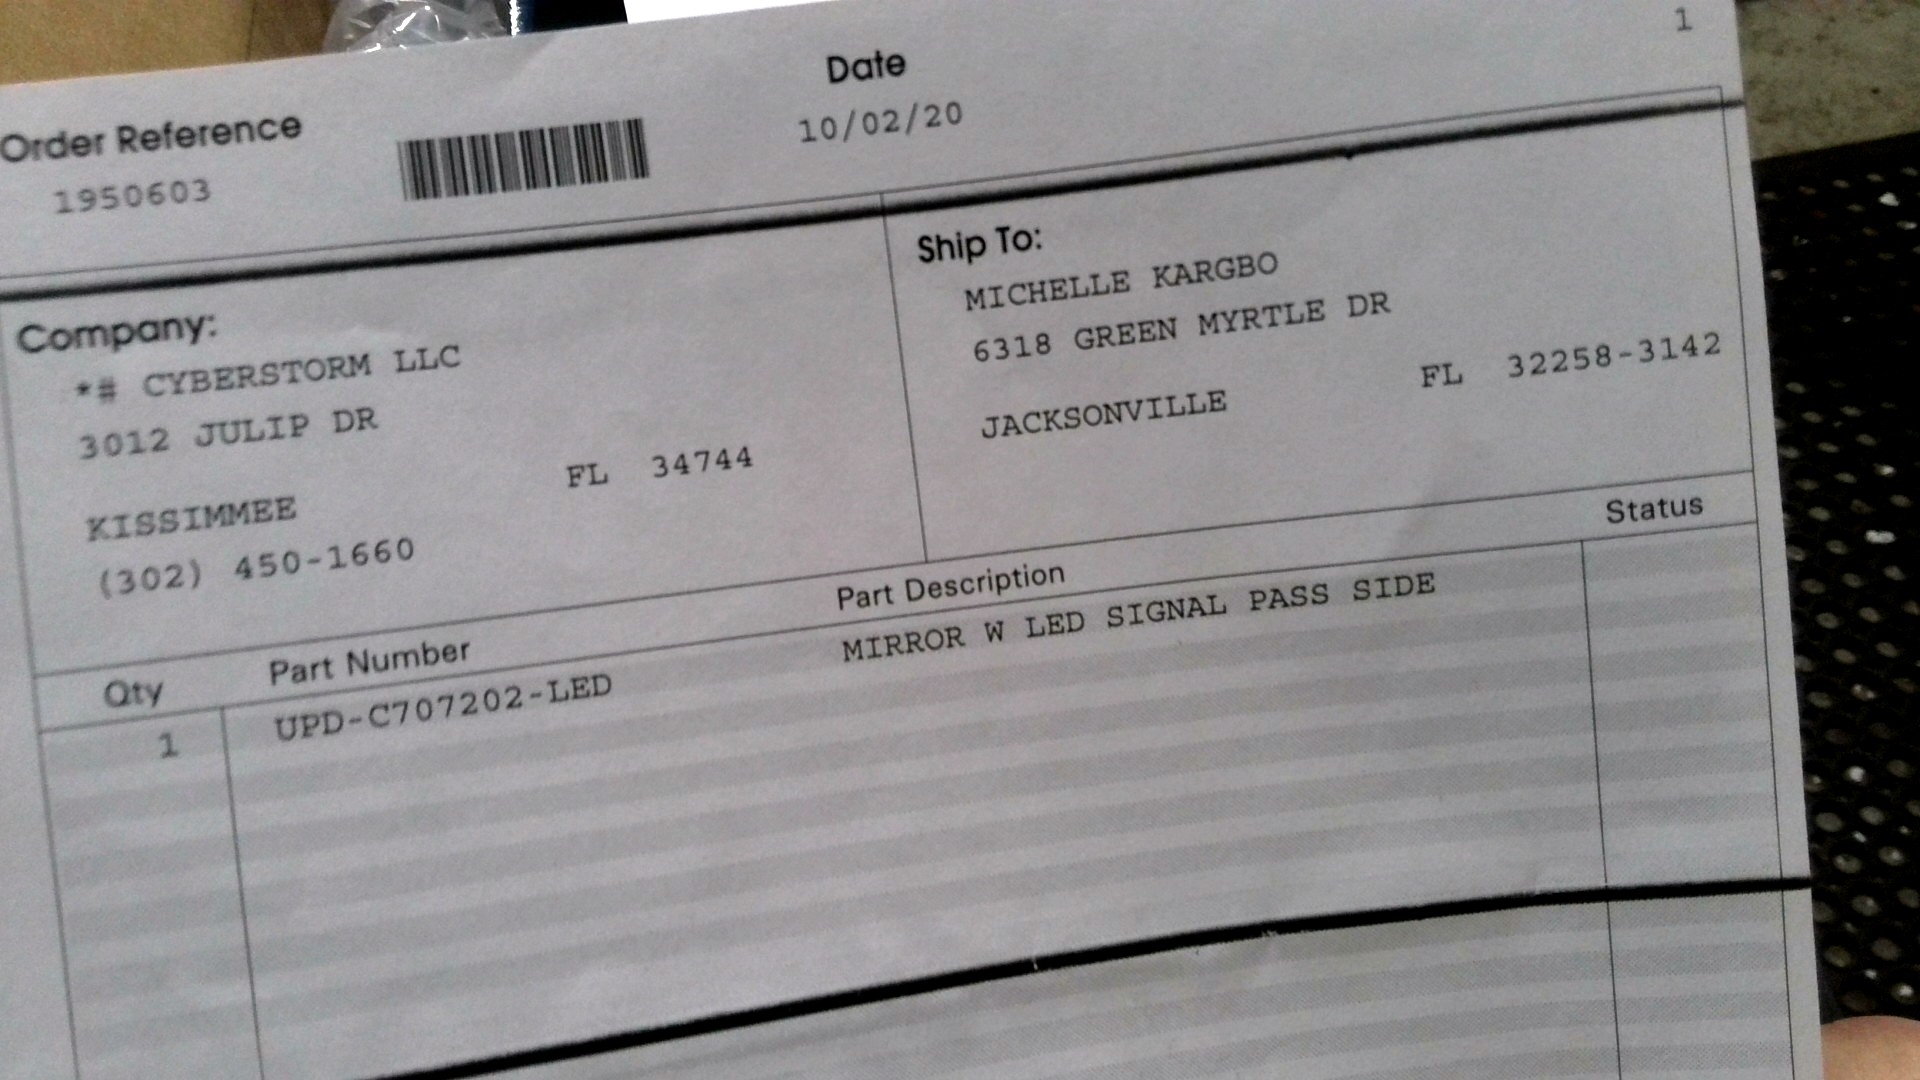 1
Order Reference
1950603
Date
10/02/20
Company:
*# CYBERSTORM LLC
3012 JULIP DR
KISSIMMEE FL 34744
(302) 450-1660
Ship To:
MICHELLE KARGBO
6318 GREEN MYRTLE DR
JACKSONVILLE FL 32258-3142
Qty Part Number Part Description Status
1 UPD-C707202-LED MIRROR W LED SIGNAL PASS SIDE